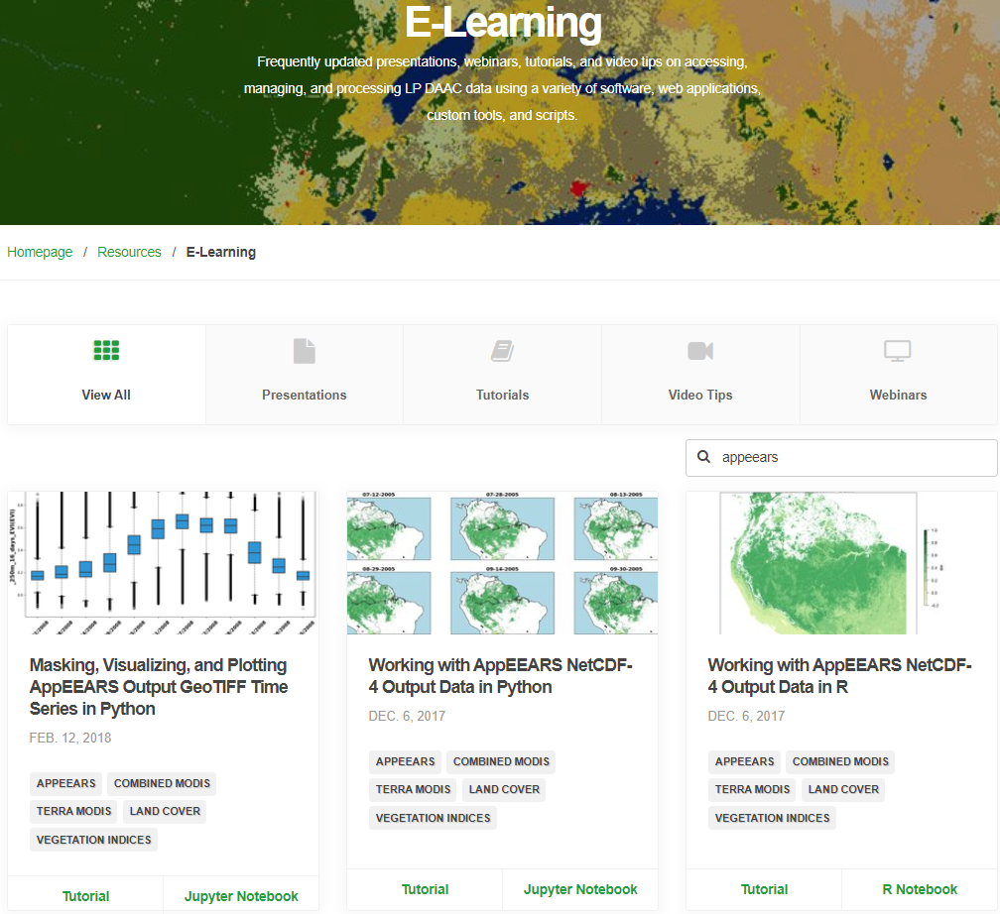 E-Learning
Frequently updated presentations, webinars, tutorials, and video tips on accessing,
managing, and processing LP DAAC data using a variety of software, web applications,
custom tools, and scripts.
Homepage / Resources / E-Learning
View All
Presentations
Tutorials
Video Tips
Webinars
appeears
_250m_16_days_EVI(EVI)
Masking, Visualizing, and Plotting
AppEEARS Output GeoTIFF Time
Series in Python
FEB. 12, 2018
APPEEARS COMBINED MODIS
TERRA MODIS LAND COVER
VEGETATION INDICES
Tutorial Jupyter Notebook
07-12-2005 07-28-2005 08-13-2005
08-29-2005 09-14-2005 09-30-2005
Working with AppEEARS NetCDF-
4 Output Data in Python
DEC. 6, 2017
APPEEARS COMBINED MODIS
TERRA MODIS LAND COVER
VEGETATION INDICES
Tutorial Jupyter Notebook
Working with AppEEARS NetCDF-
4 Output Data in R
DEC. 6, 2017
APPEEARS COMBINED MODIS
TERRA MODIS LAND COVER
VEGETATION INDICES
Tutorial R Notebook